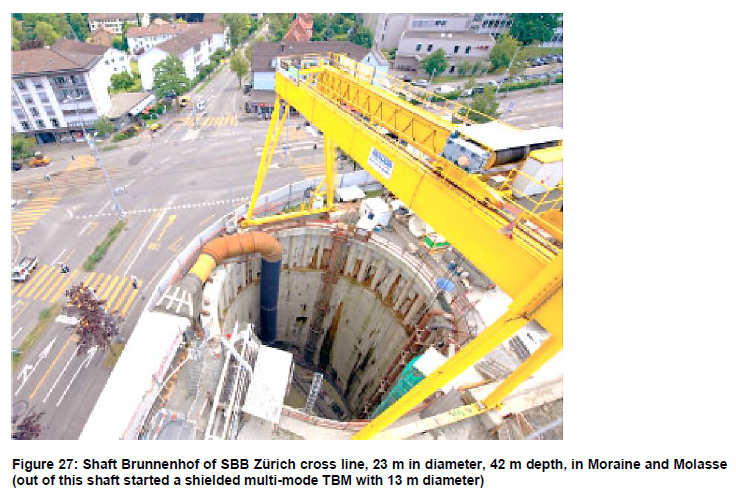 Figure 27: Shaft Brunnenhof of SBB Zürich cross line, 23 m in diameter, 42 m depth, in Moraine and Molasse
(out of this shaft started a shielded multi-mode TBM with 13 m diameter)